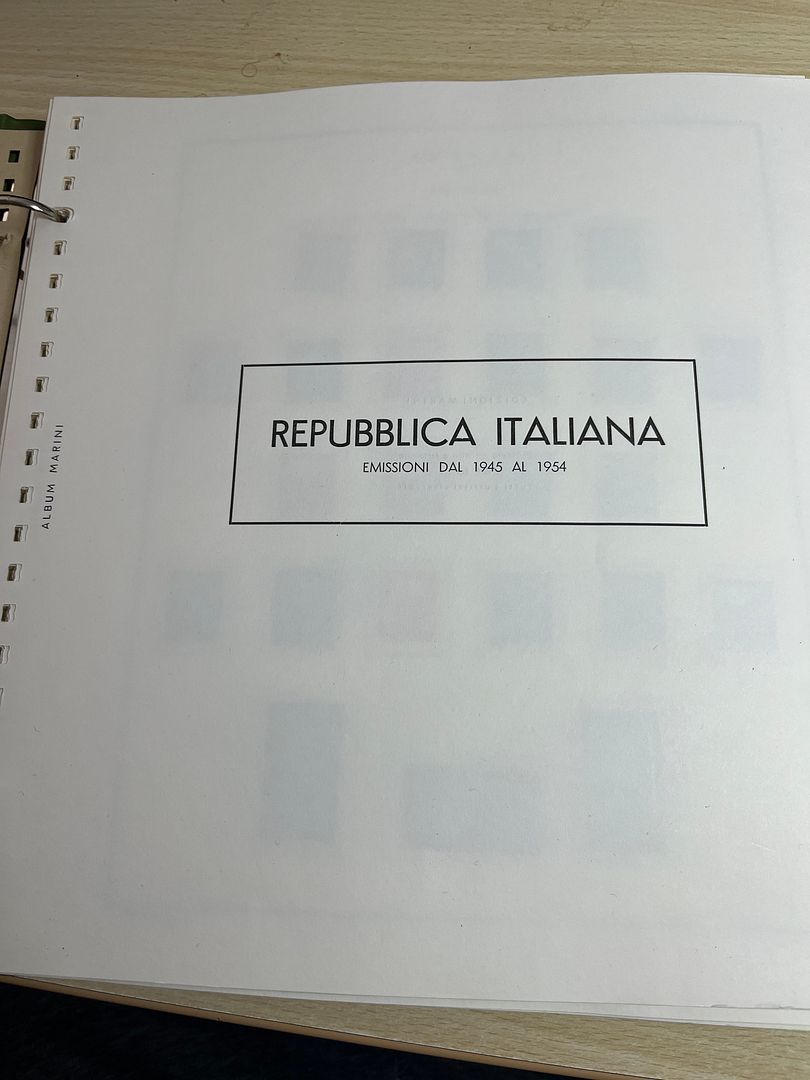 REPUBBLICA ITALIANA
EMISSIONI DAL 1945 AL 1954
ALBUM MARINI